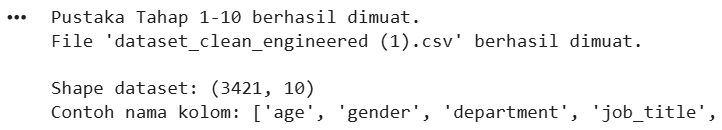 ••• Pustaka Tahap 1-10 berhasil dimuat.
File 'dataset_clean_engineered (1).csv' berhasil dimuat.
Shape dataset: (3421, 10)
Contoh nama kolom: ['age', 'gender', 'department', 'job_title',